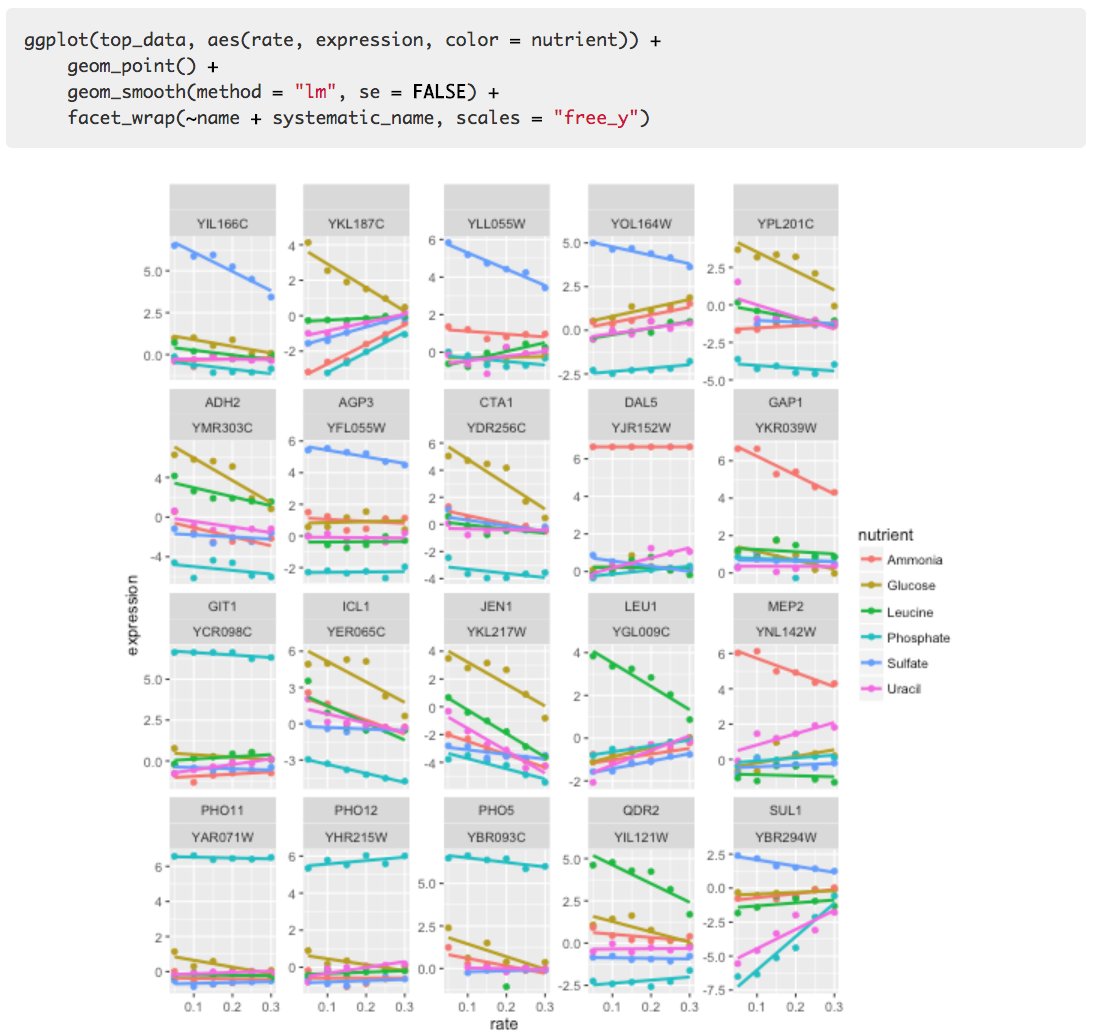 ggplot(top_data, aes(rate, expression, color = nutrient)) +
    geom_point() +
    geom_smooth(method = "lm", se = FALSE) +
    facet_wrap(~name + systematic_name, scales = "free_y")
YIL166C YKL187C YLL055W YOL164W YPL201C
5.0 2.5 0.0
4 2 0 -2
6 4 2 0
5.0 2.5 0.0 -2.5
2.5 0.0 -2.5 -5.0
ADH2 AGP3 CTA1 DAL5 GAP1
YMR303C YFL055W YDR256C YJR152W YKR039W
4 0 -4
6 4 2 0 -2
6 4 2 0 -2 -4
6 4 2 0
6 4 2 0
GIT1 ICL1 JEN1 LEU1 MEP2
YCR098C YER065C YKL217W YGL009C YNL142W
5.0 2.5 0.0
6 3 0 -3
4 2 0 -2 -4
4 2 0 -2
6 4 2 0
PHO11 PHO12 PHO5 QDR2 SUL1
YAR071W YHR215W YBR093C YIL121W YBR294W
6 4 2 0
6 4 2 0
5.0 2.5 0.0
5.0 2.5 0.0 -2.5
2.5 0.0 -2.5 -5.0 -7.5
0.1 0.2 0.3 0.1 0.2 0.3 0.1 0.2 0.3 0.1 0.2 0.3 0.1 0.2 0.3
rate
expression
nutrient
Ammonia
Glucose
Leucine
Phosphate
Sulfate
Uracil